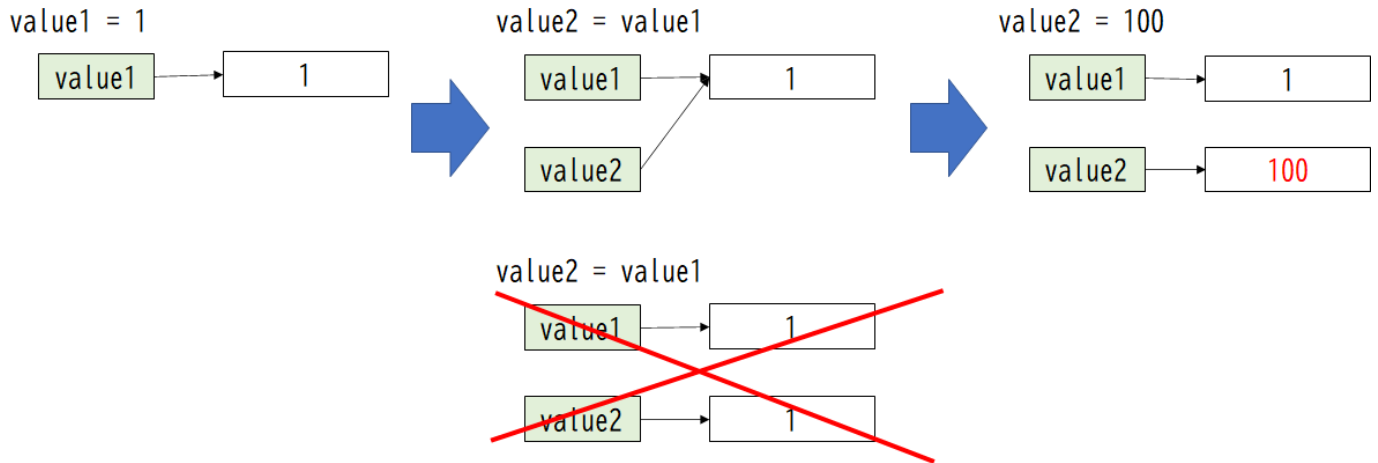 value1 = 1
value1
1
value2 = value1
value1
1
value2
value2 = 100
value1
1
value2
100
value2 = value1
value1
1
value2
1